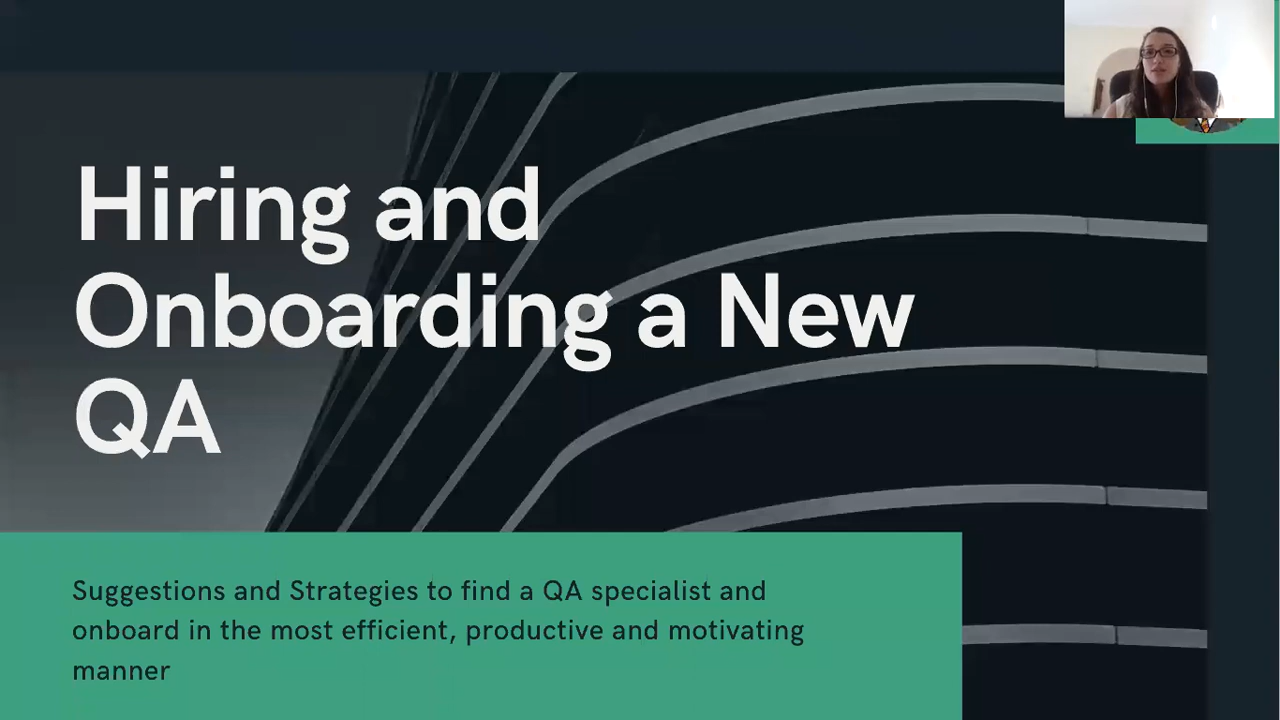 Hiring and
Onboarding a New
QA
Suggestions and Strategies to find a QA specialist and
onboard in the most efficient, productive and motivating
manner